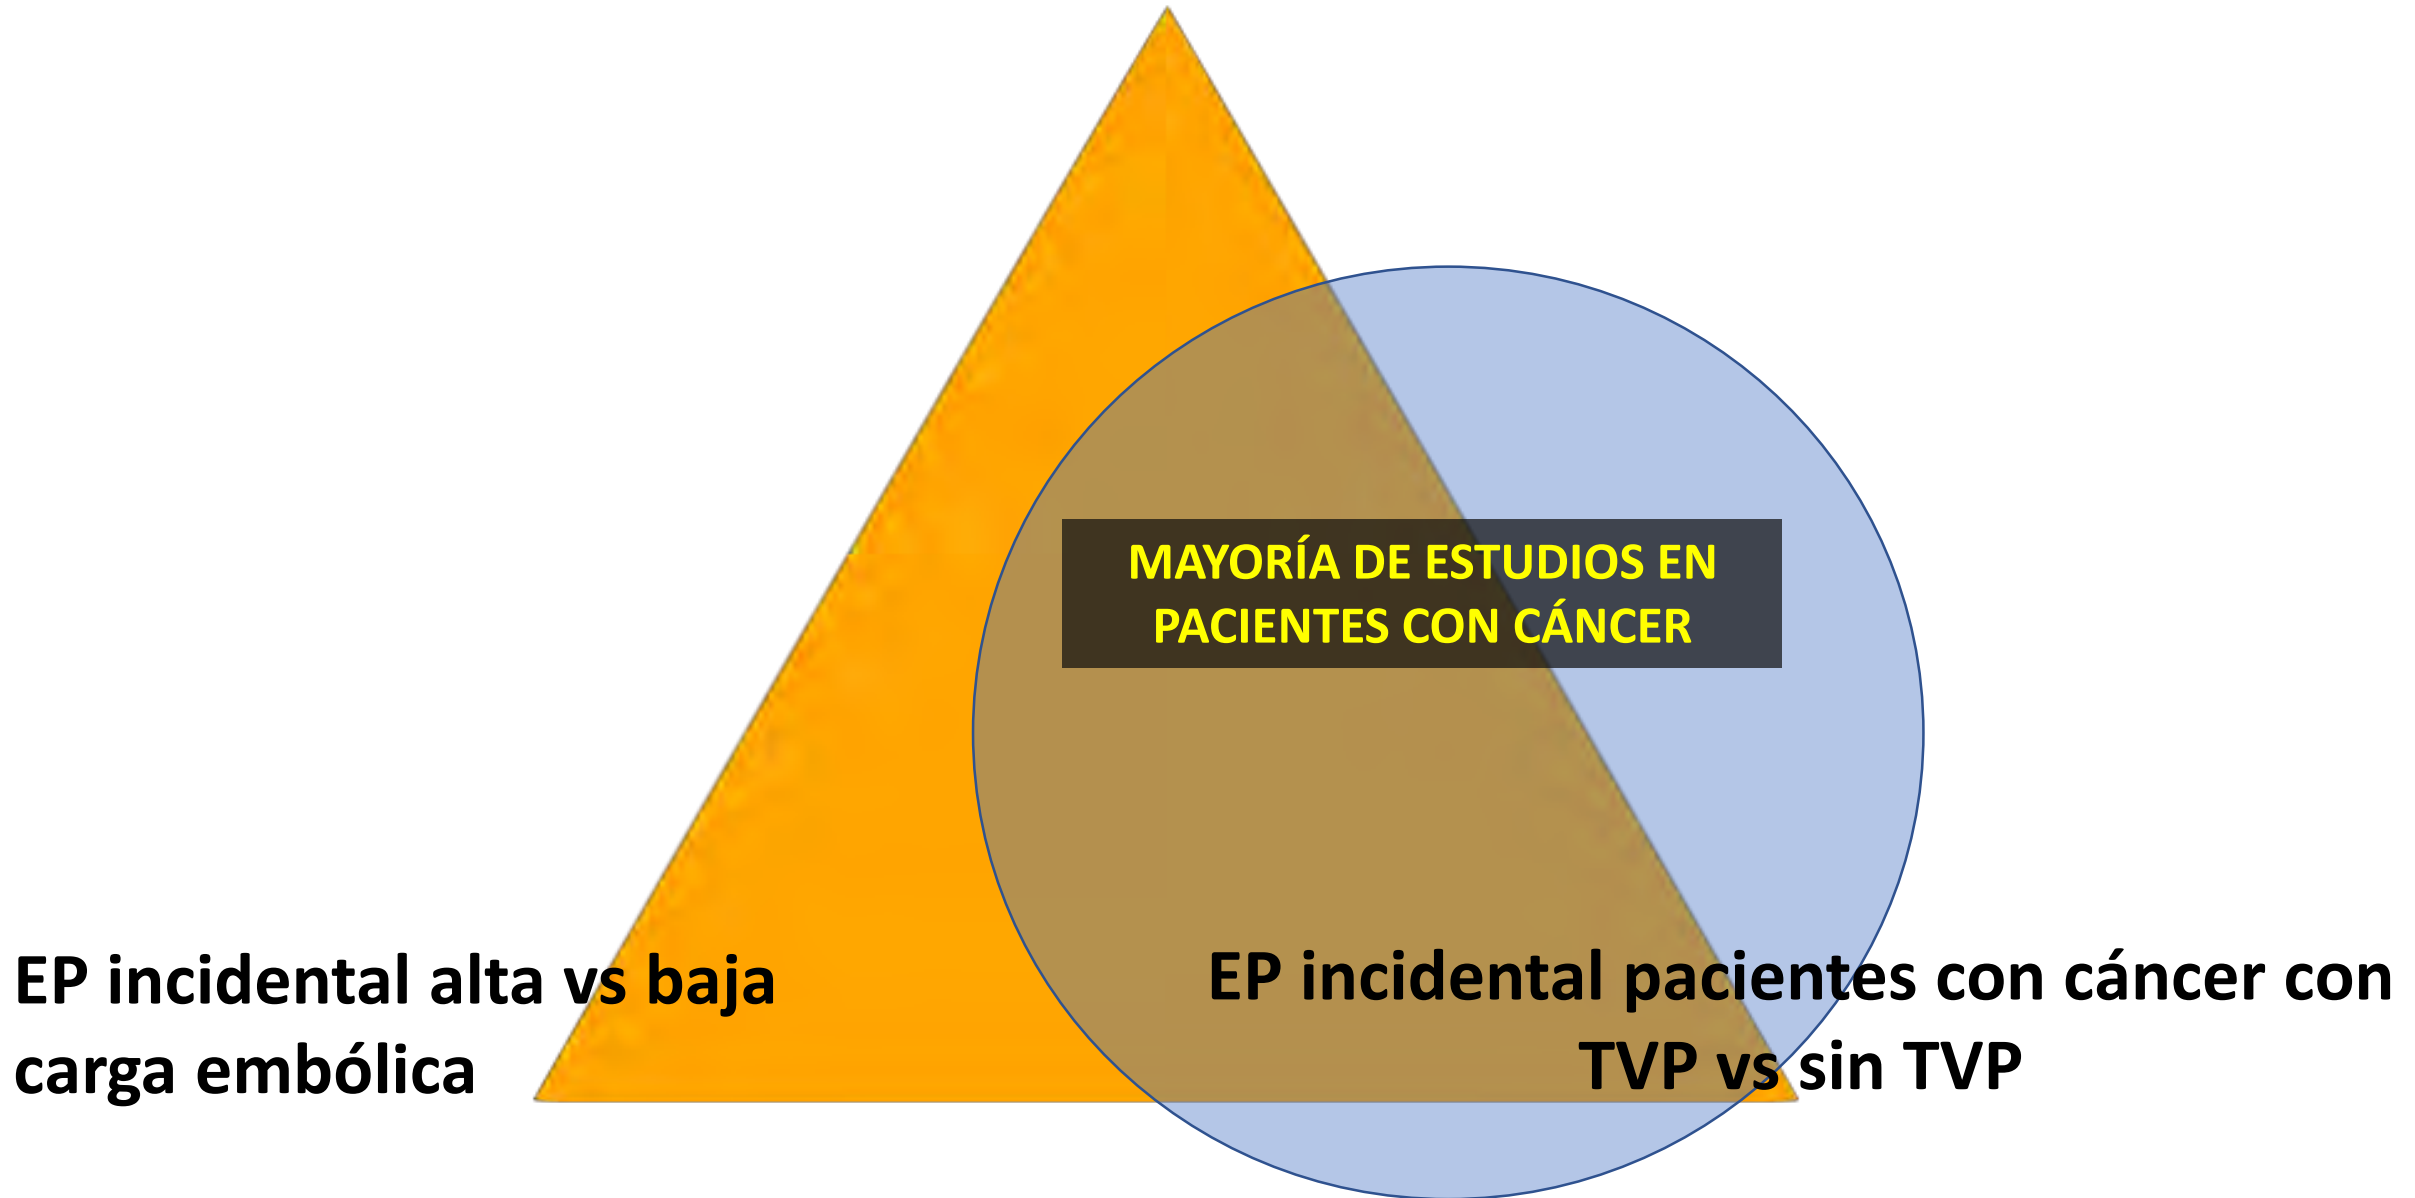 MAYORÍA DE ESTUDIOS EN
PACIENTES CON CÁNCER
EP incidental alta vs baja
carga embólica
EP incidental pacientes con cáncer con
TVP vs sin TVP